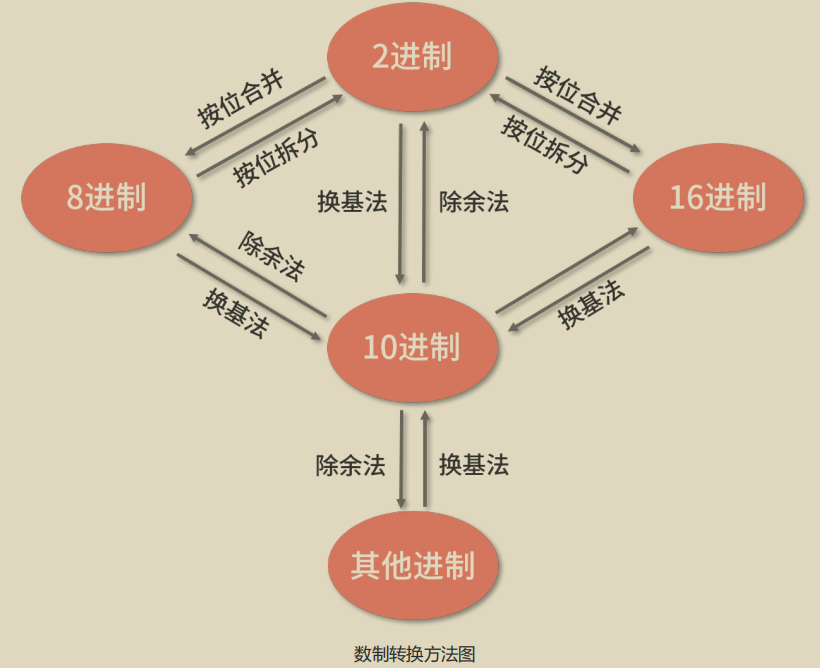 2进制
按位合并
按位合并
按位拆分
按位拆分
8进制
16进制
换基法
除余法
除余法
换基法
换基法
10进制
除余法
换基法
其他进制
数制转换方法图